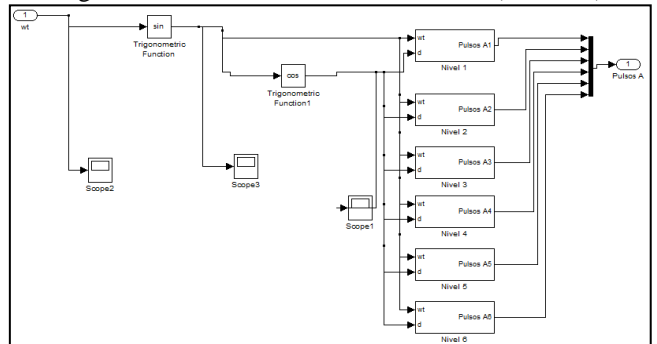 1
wt
sin
Trigonometric
Function
cos
Trigonometric
Function1
Scope2
Scope3
Scope1
wt
d
Pulsos A1
Nivel 1
wt
d
Pulsos A2
Nivel 2
wt
d
Pulsos A3
Nivel 3
wt
d
Pulsos A4
Nivel 4
wt
d
Pulsos A5
Nivel 5
wt
d
Pulsos A6
Nivel 6
1
Pulsos A